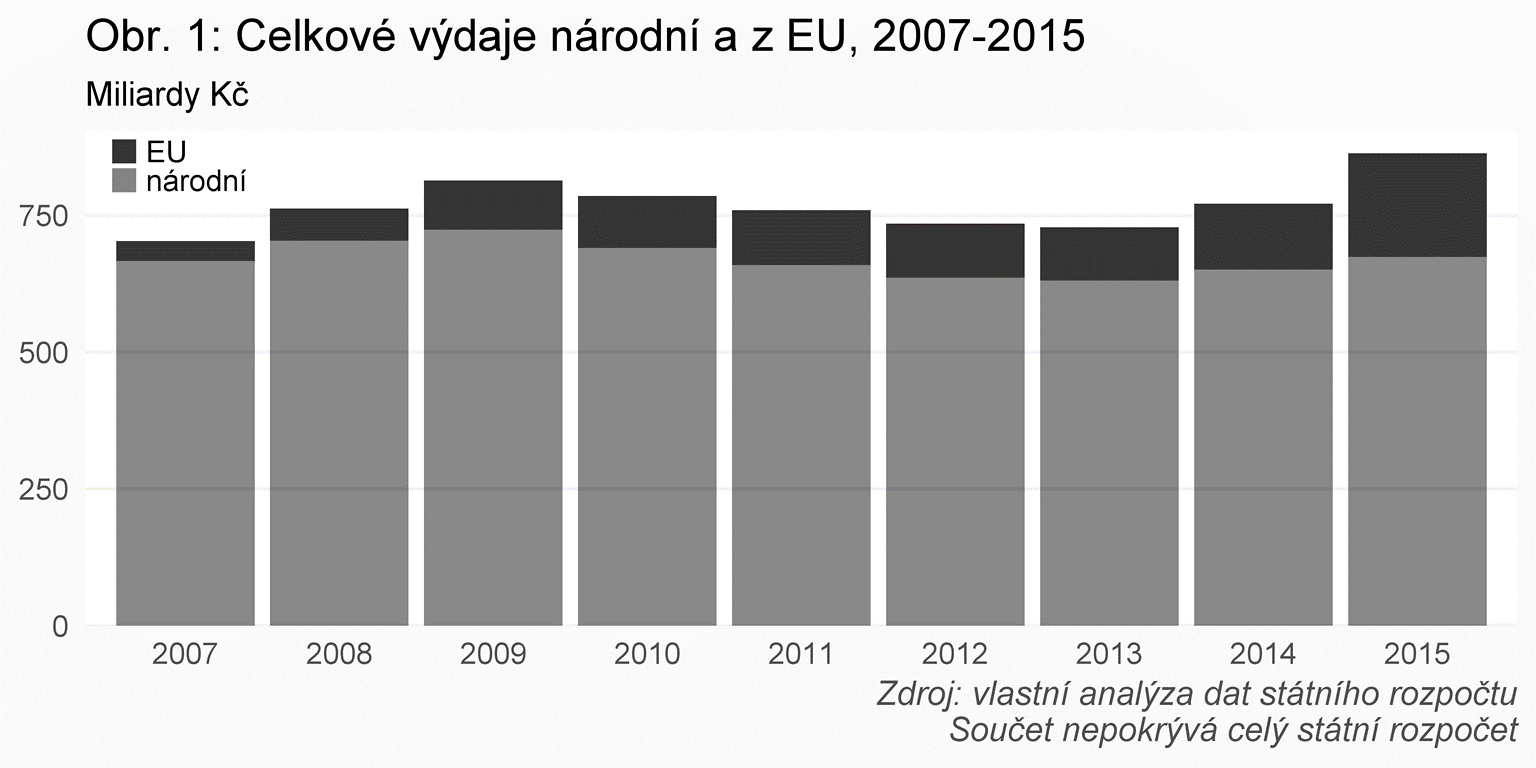 Obr. 1: Celkové výdaje národní a z EU, 2007-2015
Miliardy Kč
EU
národní
750
500
250
0
2007 2008 2009 2010 2011 2012 2013 2014 2015
Zdroj: vlastní analýza dat státního rozpočtu
Součet nepokrývá celý státní rozpočet